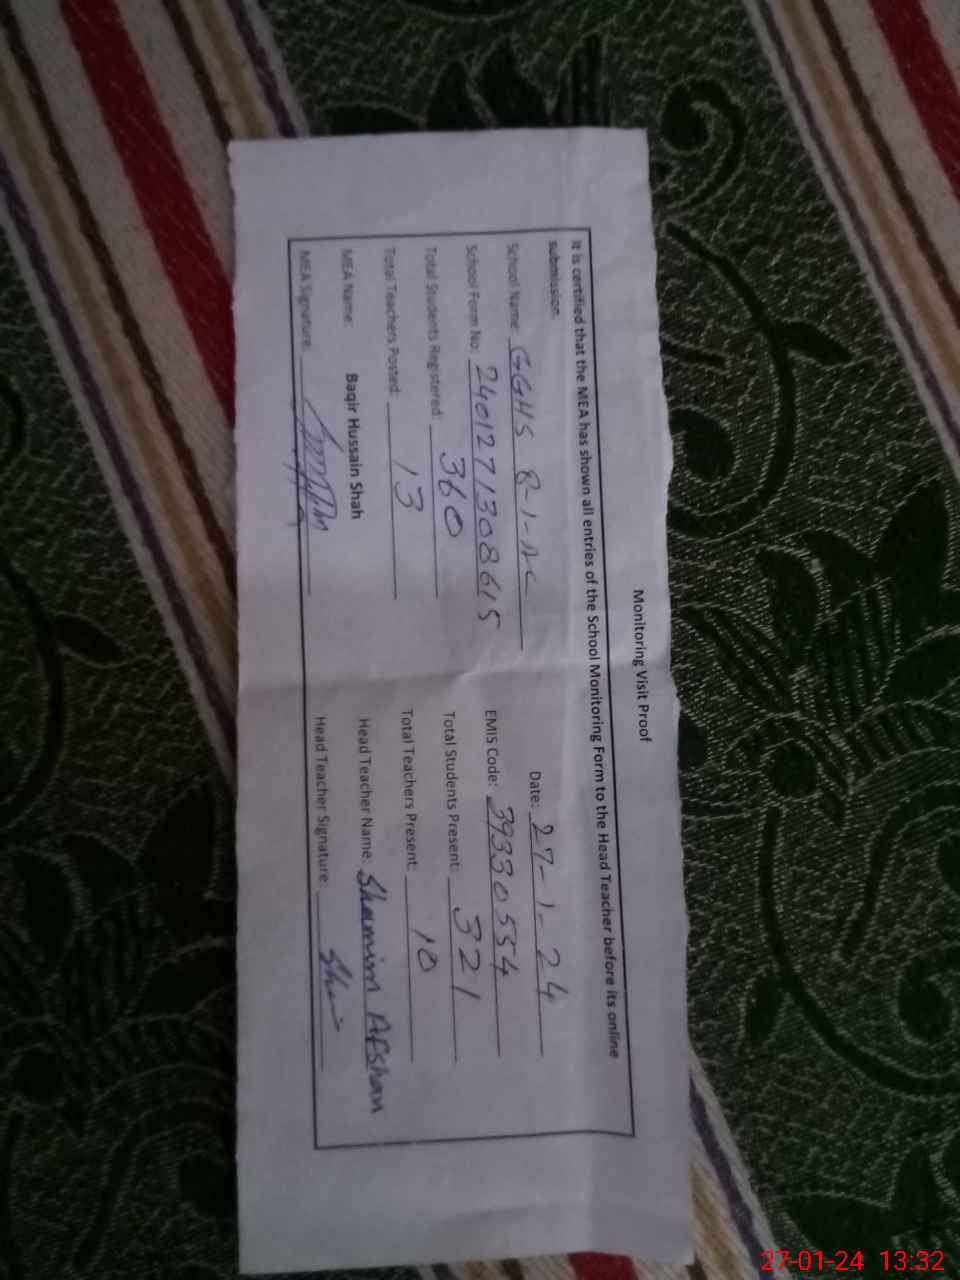 Monitoring Visit Proof
It is certified that the MEA has shown all entries of the School Monitoring Form to the Head Teacher before its online
submission.
Date: 27-1-24
School Name: GGHS 8-1-AC
School Form No: 2401271308615 EMIS Code: 39330554
Total Students Registered: 360 Total Students Present: 321
Total Teachers Posted: 13 Total Teachers Present: 10
MEA Name: Baqir Hussain Shah Head Teacher Name: Shamim Afshan
MEA Signature: Head Teacher Signature:
27-01-24 13:32